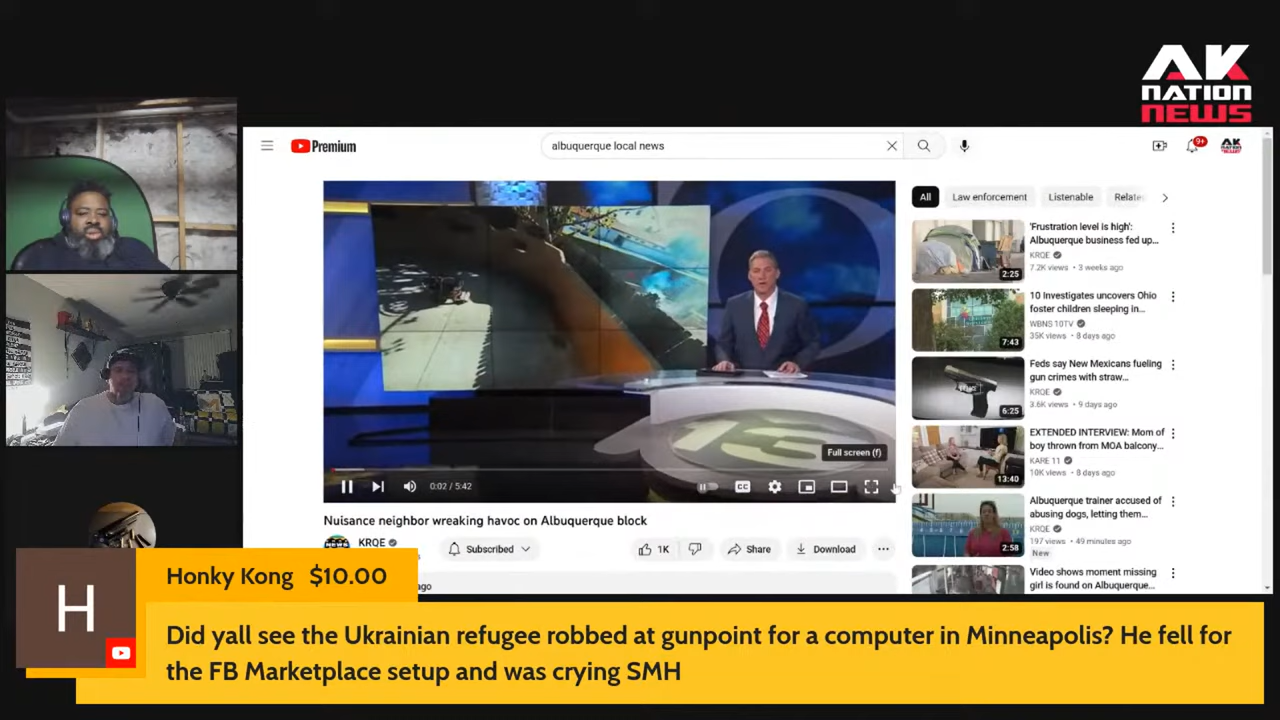 AK
NATION
NEWS
Premium
albuquerque local news
9+
AK
NATION
NEWS
All
Law enforcement
Listenable
Relate
'Frustration level is high':
Albuquerque business fed up...
KRQE
7.2K views • 3 weeks ago
2:25
10 Investigates uncovers Ohio
foster children sleeping in...
WBNS 10TV
35K views • 8 days ago
7:43
Feds say New Mexicans fueling
gun crimes with straw...
KRQE
3.6K views • 9 days ago
6:25
EXTENDED INTERVIEW: Mom of
boy thrown from MOA balcony...
KARE 11
10K views • 8 days ago
13:40
Albuquerque trainer accused of
abusing dogs, letting them...
KRQE
197 views • 49 minutes ago
New
2:58
Video shows moment missing
girl is found on Albuquerque...
Full screen (f)
0:02 / 5:42
CC
Nuisance neighbor wreaking havoc on Albuquerque block
KRQE
Subscribed
1K
Share
Download
ago
H
Honky Kong $10.00
Did yall see the Ukrainian refugee robbed at gunpoint for a computer in Minneapolis? He fell for
the FB Marketplace setup and was crying SMH